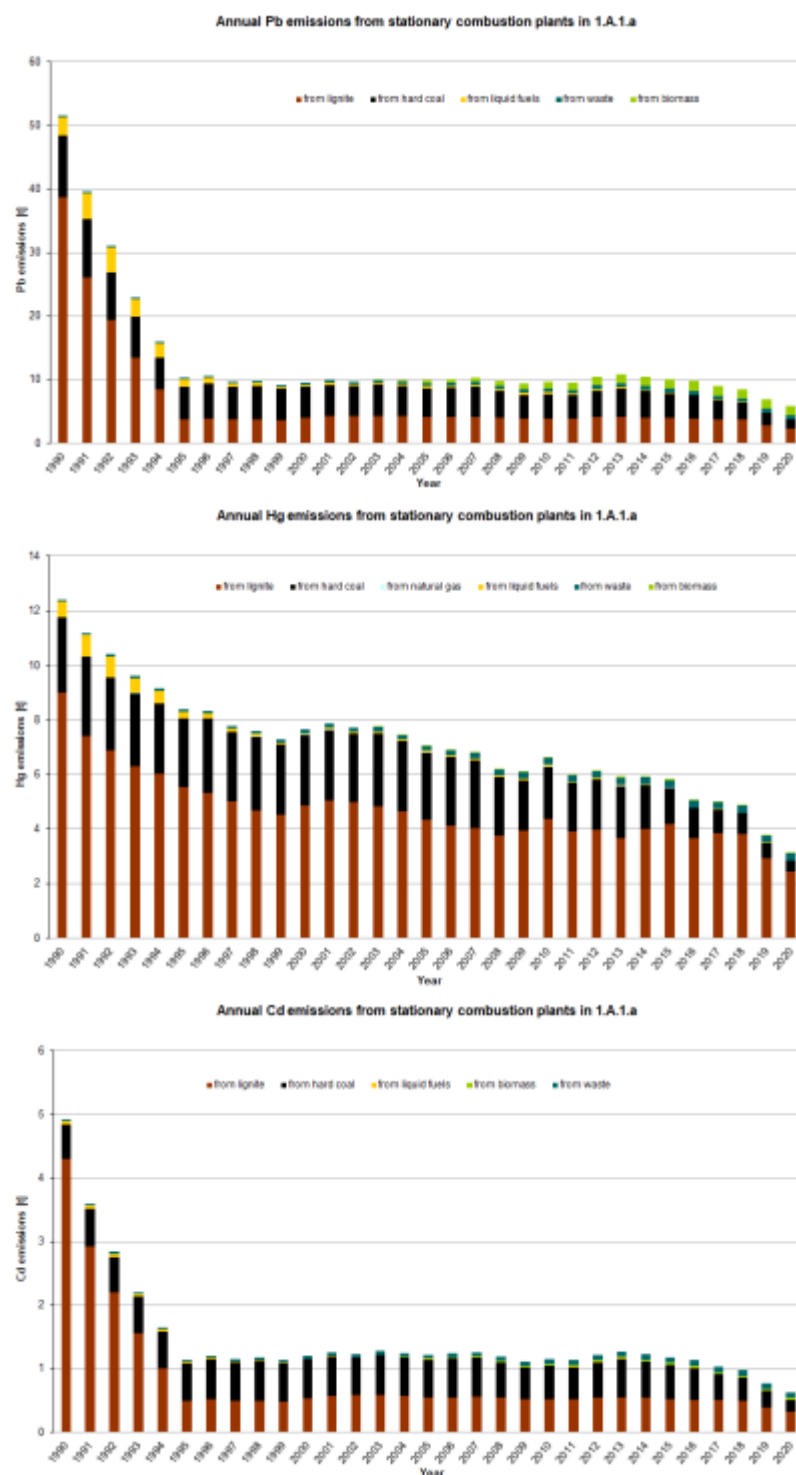 Annual Pb emissions from stationary combustion plants in 1.A.1.a
60
from lignite from hard coal from liquid fuels from waste from biomass
50
40
Pb emissions [t]
30
20
10
0
1990 1991 1992 1993 1994 1995 1996 1997 1998 1999 2000 2001 2002 2003 2004 2005 2006 2007 2008 2009 2010 2011 2012 2013 2014 2015 2016 2017 2018 2019 2020
Year
Annual Hg emissions from stationary combustion plants in 1.A.1.a
14
from lignite from hard coal from natural gas from liquid fuels from waste from biomass
12
10
Hg emissions [t]
8
6
4
2
0
1990 1991 1992 1993 1994 1995 1996 1997 1998 1999 2000 2001 2002 2003 2004 2005 2006 2007 2008 2009 2010 2011 2012 2013 2014 2015 2016 2017 2018 2019 2020
Year
Annual Cd emissions from stationary combustion plants in 1.A.1.a
6
from lignite from hard coal from liquid fuels from biomass from waste
5
4
Cd emissions [t]
3
2
1
0
1990 1991 1992 1993 1994 1995 1996 1997 1998 1999 2000 2001 2002 2003 2004 2005 2006 2007 2008 2009 2010 2011 2012 2013 2014 2015 2016 2017 2018 2019 2020
Year